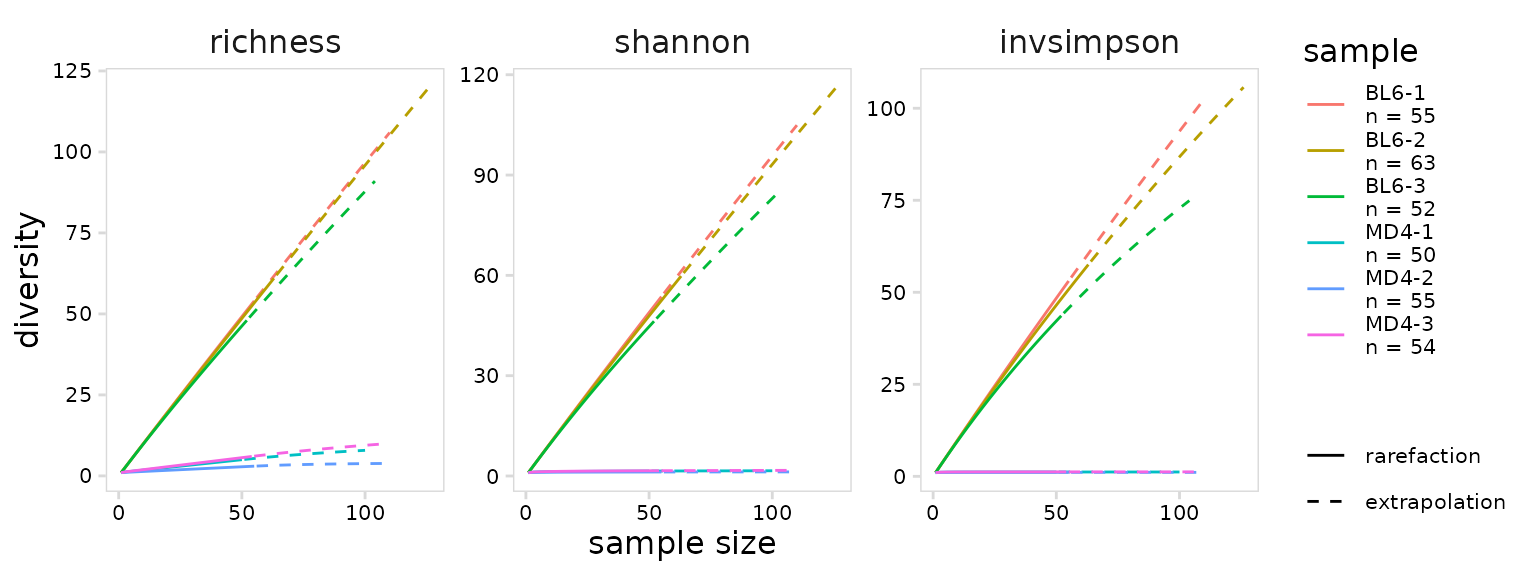 richness
shannon
invsimpson
diversity
125
100
75
50
25
0
0
50
100
120
90
60
30
0
0
50
100
100
75
50
25
0
0
50
100
sample size
sample
BL6-1
n = 55
BL6-2
n = 63
BL6-3
n = 52
MD4-1
n = 50
MD4-2
n = 55
MD4-3
n = 54
rarefaction
extrapolation